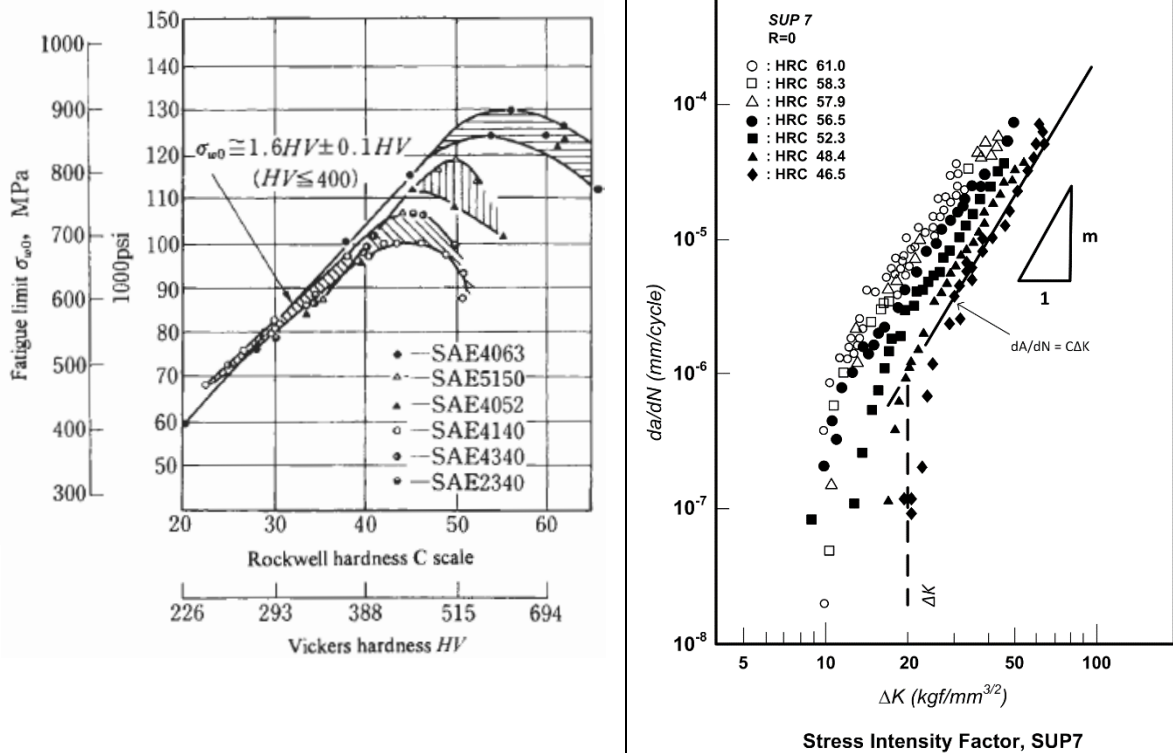 150
140
130
120
110
100
90
80
70
60
50
1000
900
800
700
600
500
400
300
Fatigue limit σw0, MPa
1000psi
σw0≅1.6HV±0.1HV
(HV≦400)
SAE4063
SAE5150
SAE4052
SAE4140
SAE4340
SAE2340
20 30 40 50 60
Rockwell hardness C scale
226 293 388 515 694
Vickers hardness HV
SUP 7
R=0
: HRC 61.0
: HRC 58.3
: HRC 57.9
: HRC 56.5
: HRC 52.3
: HRC 48.4
: HRC 46.5
10-4
10-5
10-6
10-7
10-8
da/dN (mm/cycle)
m
1
dA/dN = CΔK
ΔK
5 10 20 50 100
ΔK (kgf/mm3/2)
Stress Intensity Factor, SUP7